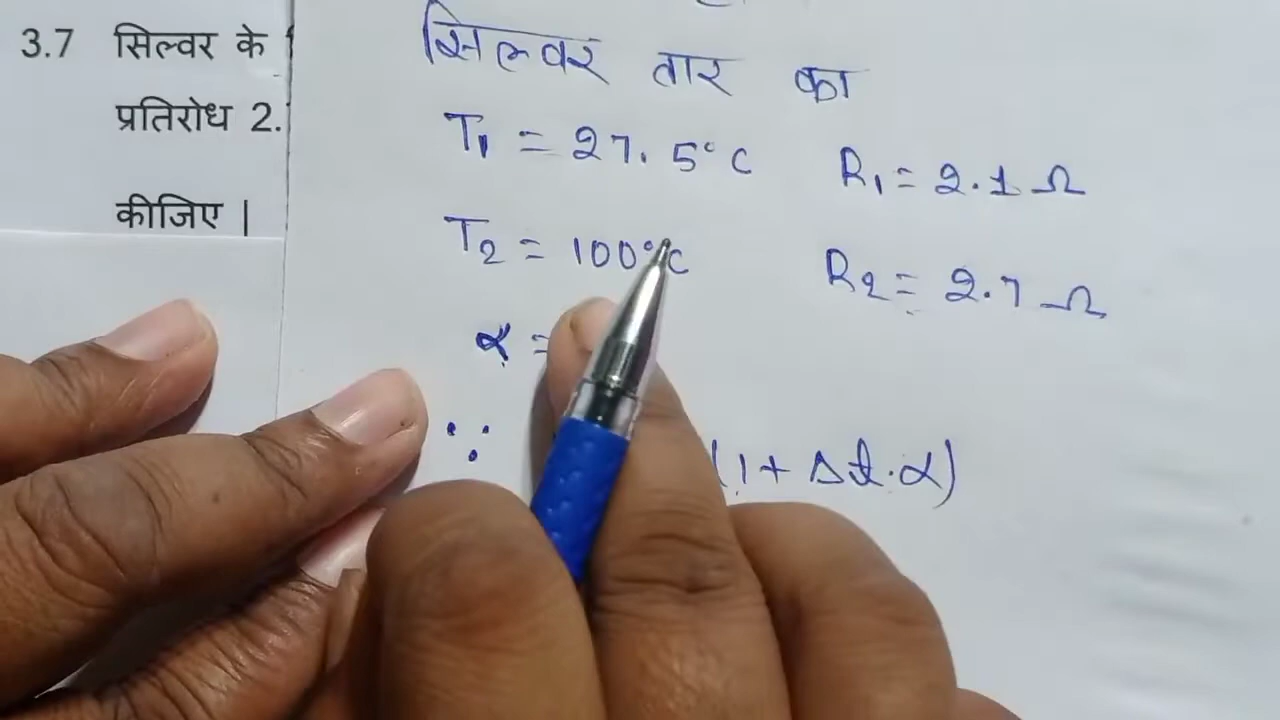 3.7 सिल्वर के
प्रतिरोध 2.
कीजिए |
सिल्वर तार का
T₁ = 27.5°C R₁ = 2.1 Ω
T₂ = 100°C R₂ = 2.7 Ω
α =
∵ (1 + Δt.α)